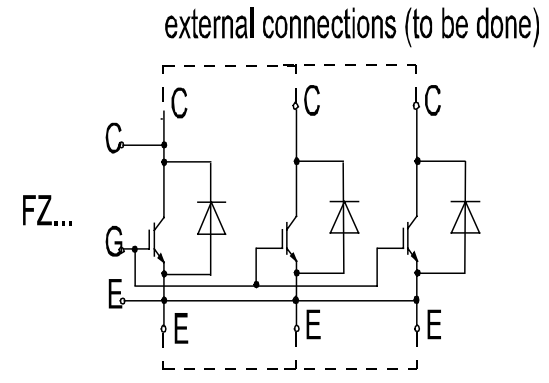 external connections (to be done)
C C C
C
FZ...
G
E
E E E